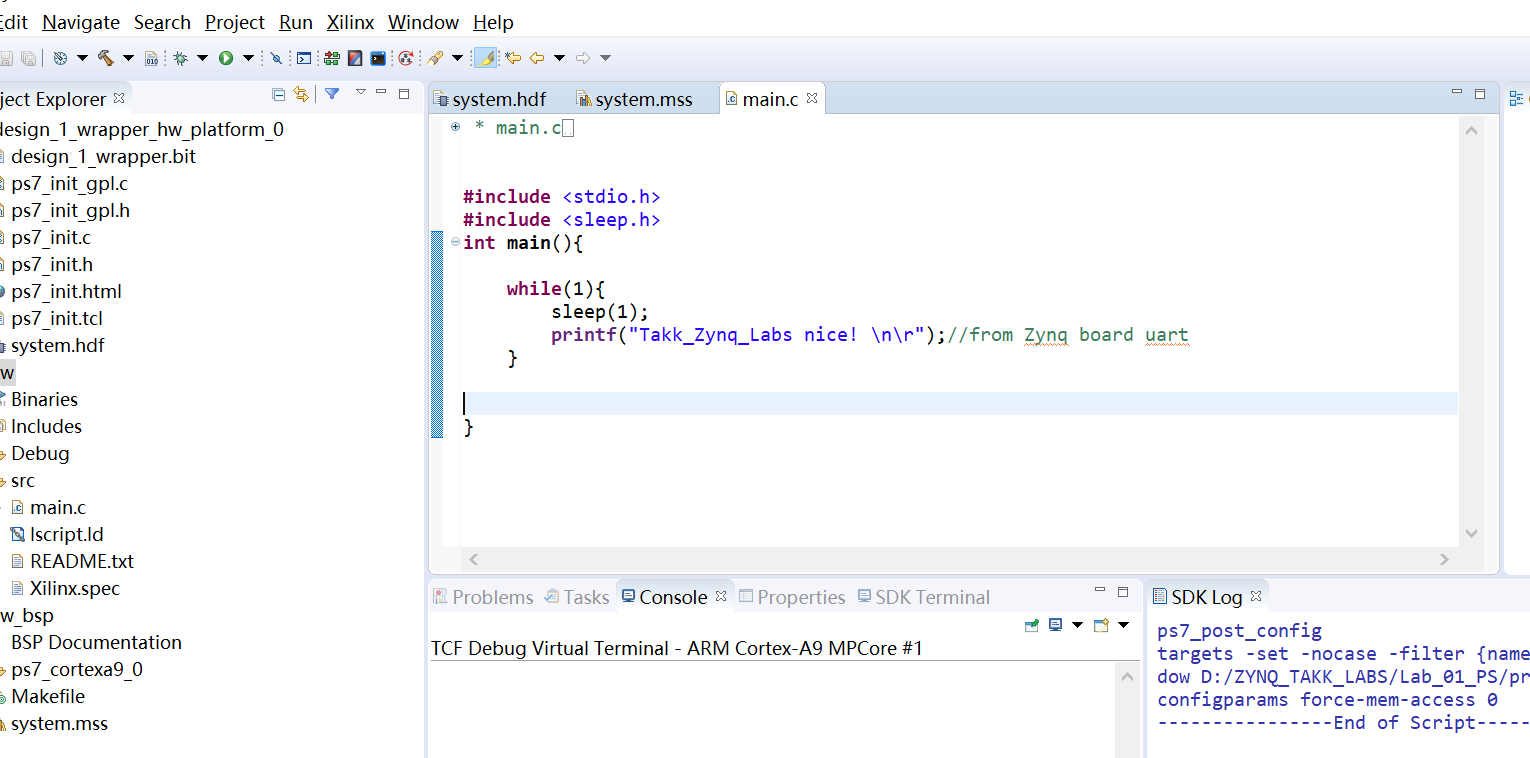 Edit Navigate Search Project Run Xilinx Window Help
ject Explorer
design_1_wrapper_hw_platform_0
design_1_wrapper.bit
ps7_init_gpl.c
ps7_init_gpl.h
ps7_init.c
ps7_init.h
ps7_init.html
ps7_init.tcl
system.hdf
w
Binaries
Includes
Debug
src
main.c
lscript.ld
README.txt
Xilinx.spec
w_bsp
BSP Documentation
ps7_cortexa9_0
Makefile
system.mss
system.hdf system.mss main.c
* main.c
#include <stdio.h>
#include <sleep.h>
int main(){
while(1){
sleep(1);
printf("Takk_Zynq_Labs nice! \n\r");//from Zynq board uart
}
}
Problems Tasks Console Properties SDK Terminal
TCF Debug Virtual Terminal - ARM Cortex-A9 MPCore #1
SDK Log
ps7_post_config
targets -set -nocase -filter {name
dow D:/ZYNQ_TAKK_LABS/Lab_01_PS/pr
configparams force-mem-access 0
----------------End of Script-----